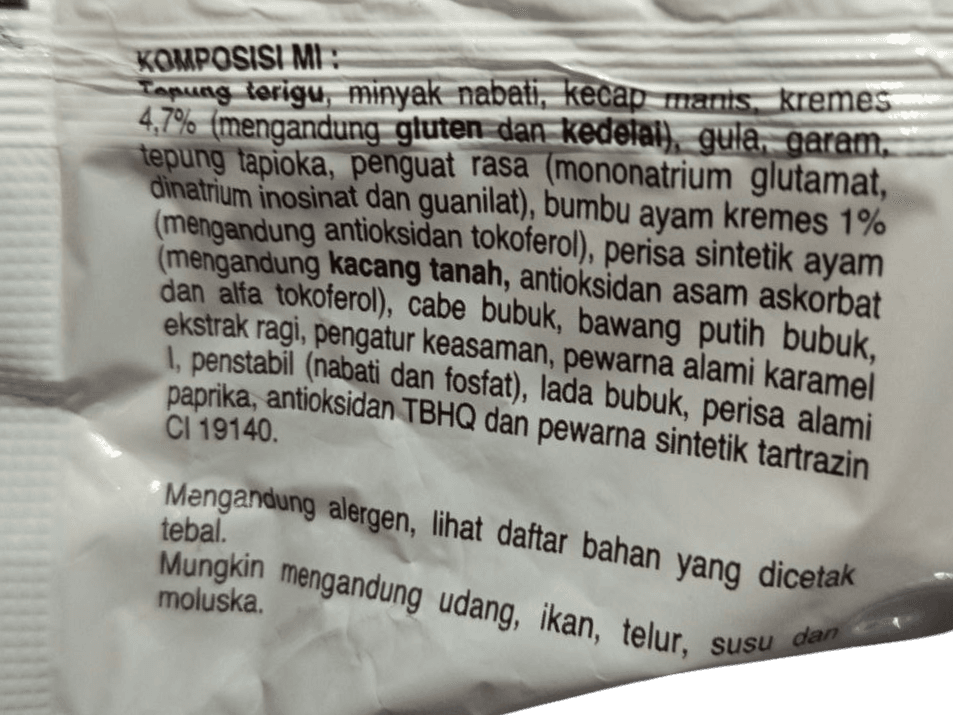 KOMPOSISI MI :
Tepung terigu, minyak nabati, kecap manis, kremes
4,7% (mengandung gluten dan kedelai), gula, garam,
tepung tapioka, penguat rasa (mononatrium glutamat,
dinatrium inosinat dan guanilat), bumbu ayam kremes 1%
(mengandung antioksidan tokoferol), perisa sintetik ayam
(mengandung kacang tanah, antioksidan asam askorbat
dan alfa tokoferol), cabe bubuk, bawang putih bubuk,
ekstrak ragi, pengatur keasaman, pewarna alami karamel
I, penstabil (nabati dan fosfat), lada bubuk, perisa alami
paprika, antioksidan TBHQ dan pewarna sintetik tartrazin
CI 19140.
Mengandung alergen, lihat daftar bahan yang dicetak
tebal.
Mungkin mengandung udang, ikan, telur, susu dan
moluska.